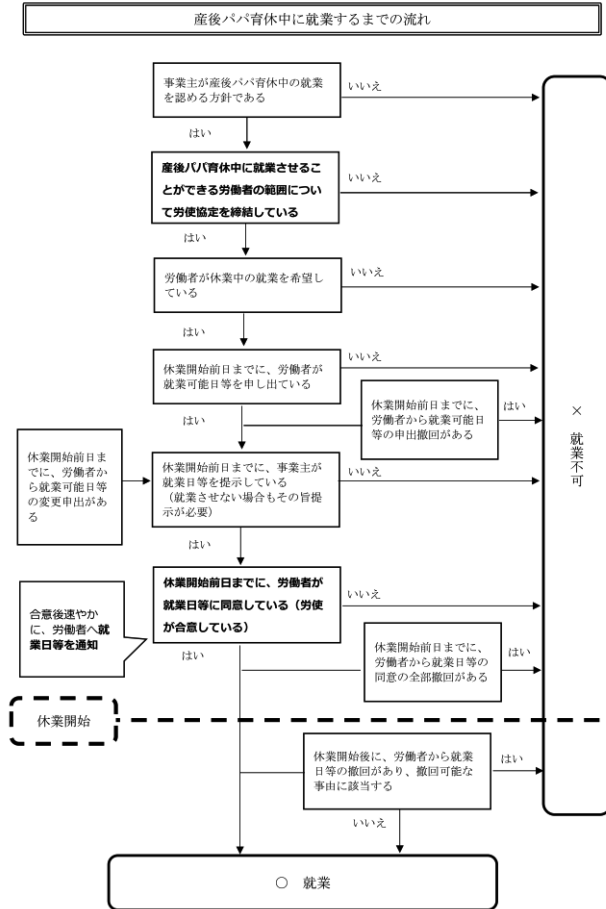 産後パパ育休中に就業するまでの流れ
事業主が産後パパ育休中の就業
を認める方針である
いいえ
はい
産後パパ育休中に就業させるこ
とができる労働者の範囲につい
て労使協定を締結している
いいえ
はい
労働者が休業中の就業を希望し
ている
いいえ
はい
休業開始前日までに、労働者が
就業可能日等を申し出ている
いいえ
はい
休業開始前日までに、
労働者から就業可能日
等の申出撤回がある
はい
×
就業不可
休業開始前日
までに、労働者か
ら就業可能日等
の変更申出があ
る
休業開始前日までに、事業主が
就業日等を提示している
（就業させない場合もその旨提
示が必要）
いいえ
はい
休業開始前日までに、労働者が
就業日等に同意している（労使
が合意している）
いいえ
はい
合意後速やか
に、労働者へ就
業日等を通知
休業開始前日までに、
労働者から就業日等の
同意の全部撤回がある
はい
休業開始
休業開始後に、労働者から就業
日等の撤回があり、撤回可能な
事由に該当する
はい
いいえ
○ 就業